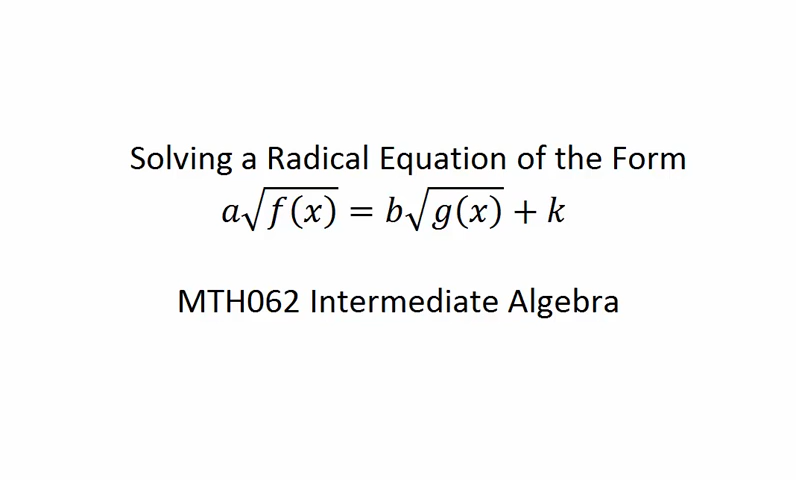 Solving a Radical Equation of the Form
a√f(x) = b√g(x) + k
MTH062 Intermediate Algebra